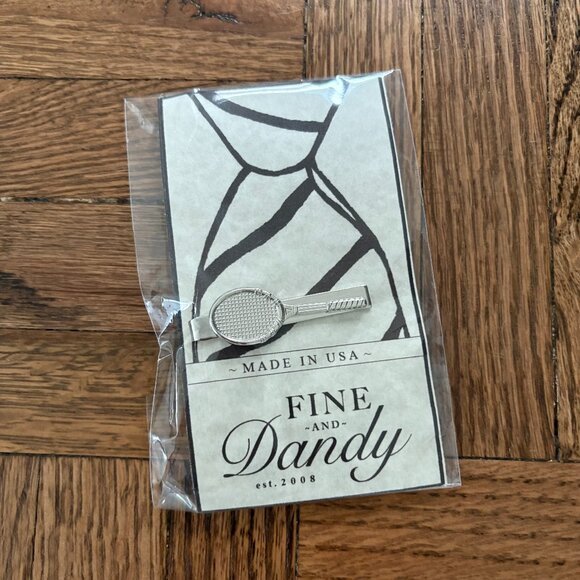 ~ MADE IN USA ~
FINE
~AND~
Dandy
est. 2008